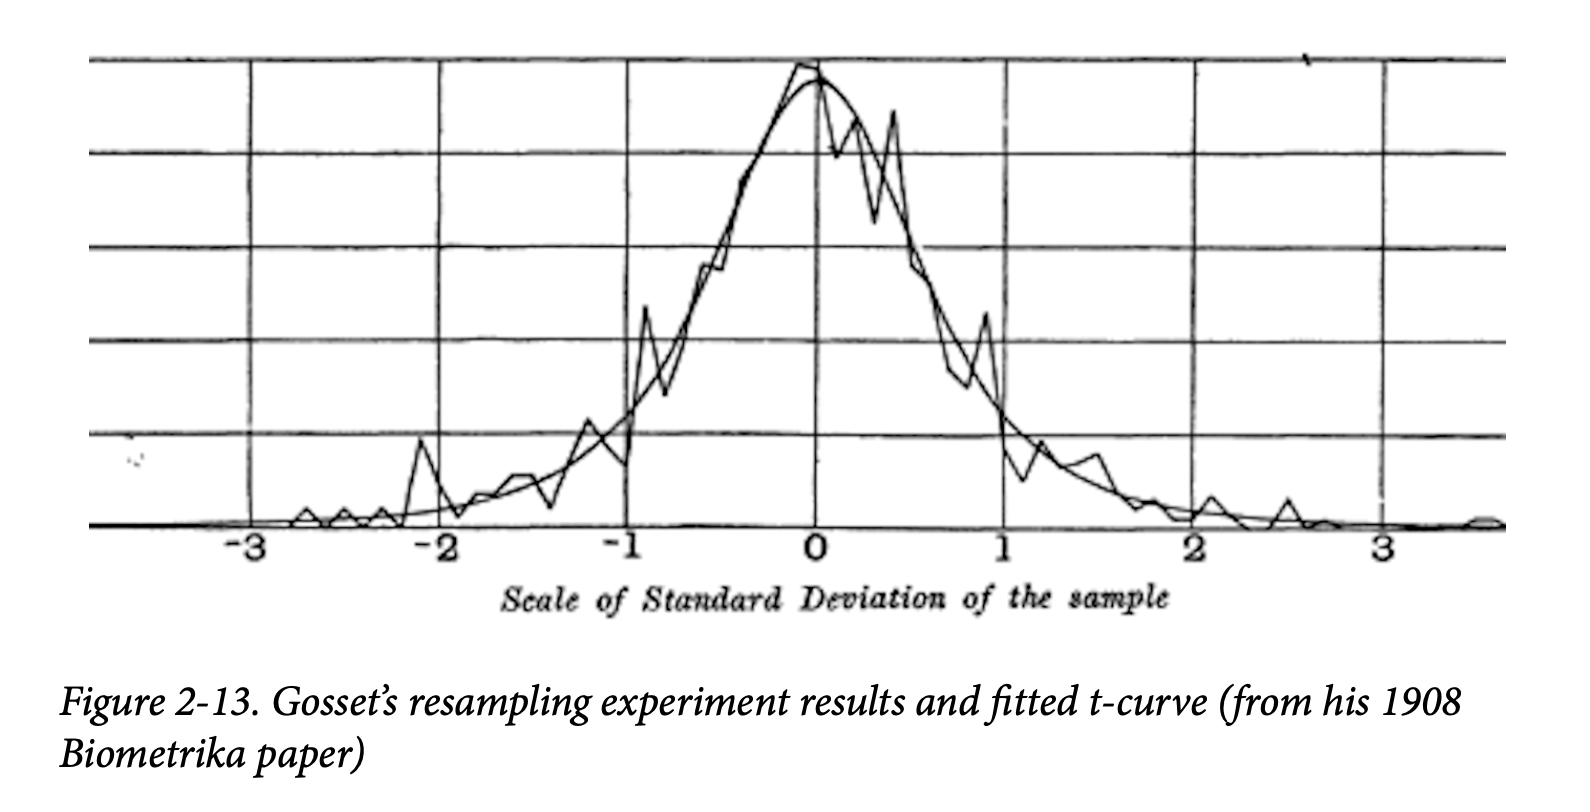 -3 -2 -1 0 1 2 3
Scale of Standard Deviation of the sample
Figure 2-13. Gosset's resampling experiment results and fitted t-curve (from his 1908
Biometrika paper)